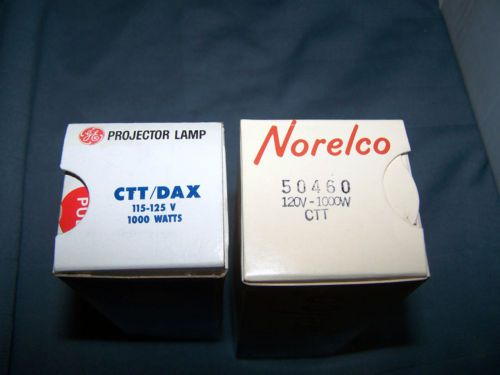 GE PROJECTOR LAMP
CTT/DAX
115-125 V
1000 WATTS
PU
Norelco
50460
120V-1000W
CTT